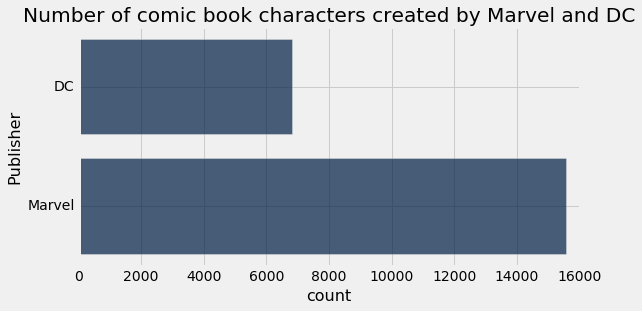 Number of comic book characters created by Marvel and DC
DC
Publisher
Marvel
0 2000 4000 6000 8000 10000 12000 14000 16000
count